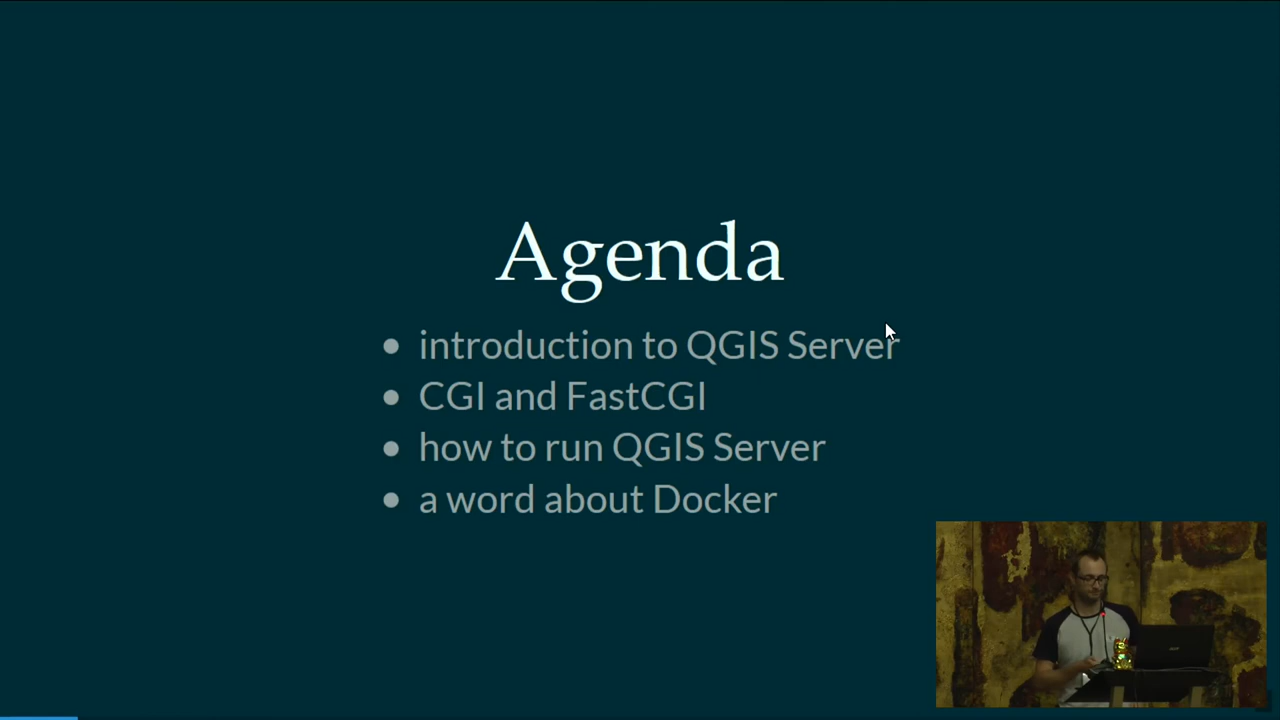 Agenda
introduction to QGIS Server
CGI and FastCGI
how to run QGIS Server
a word about Docker